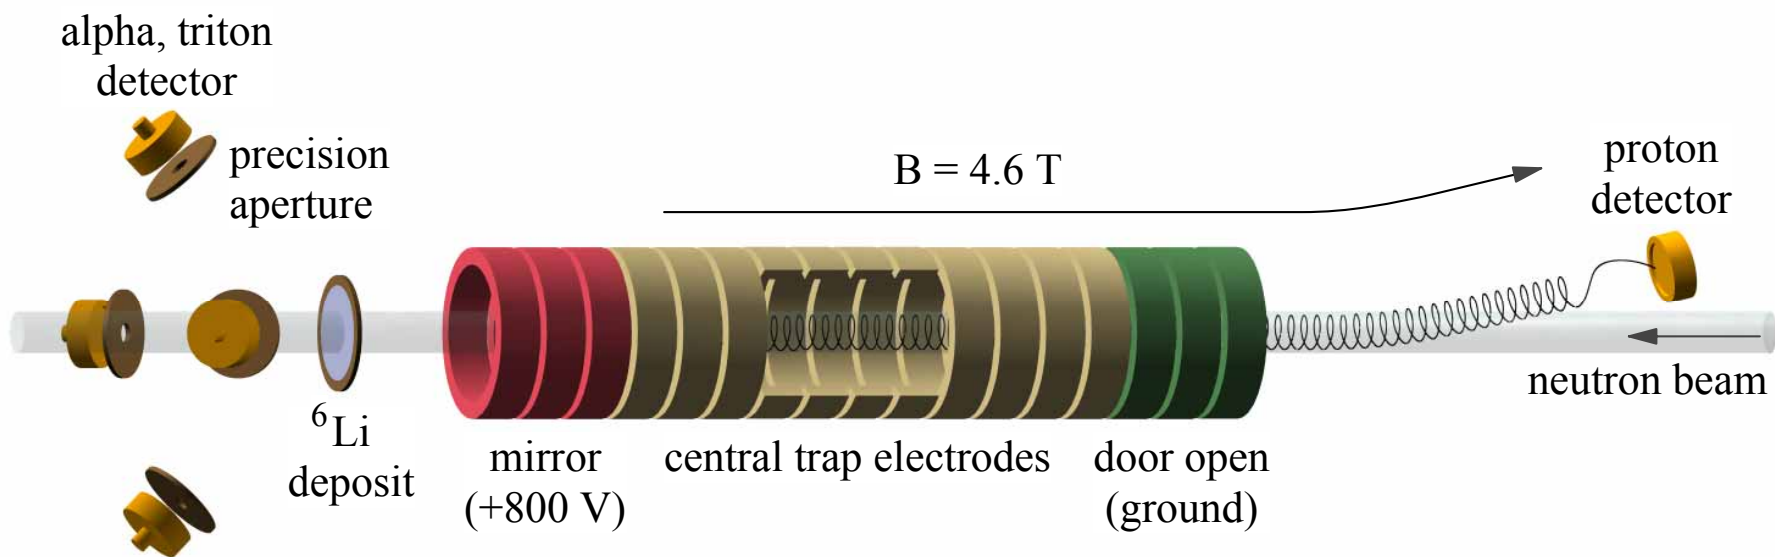 alpha, triton
detector
precision
aperture
B = 4.6 T
proton
detector
neutron beam
⁶Li
deposit
mirror
(+800 V)
central trap electrodes
door open
(ground)